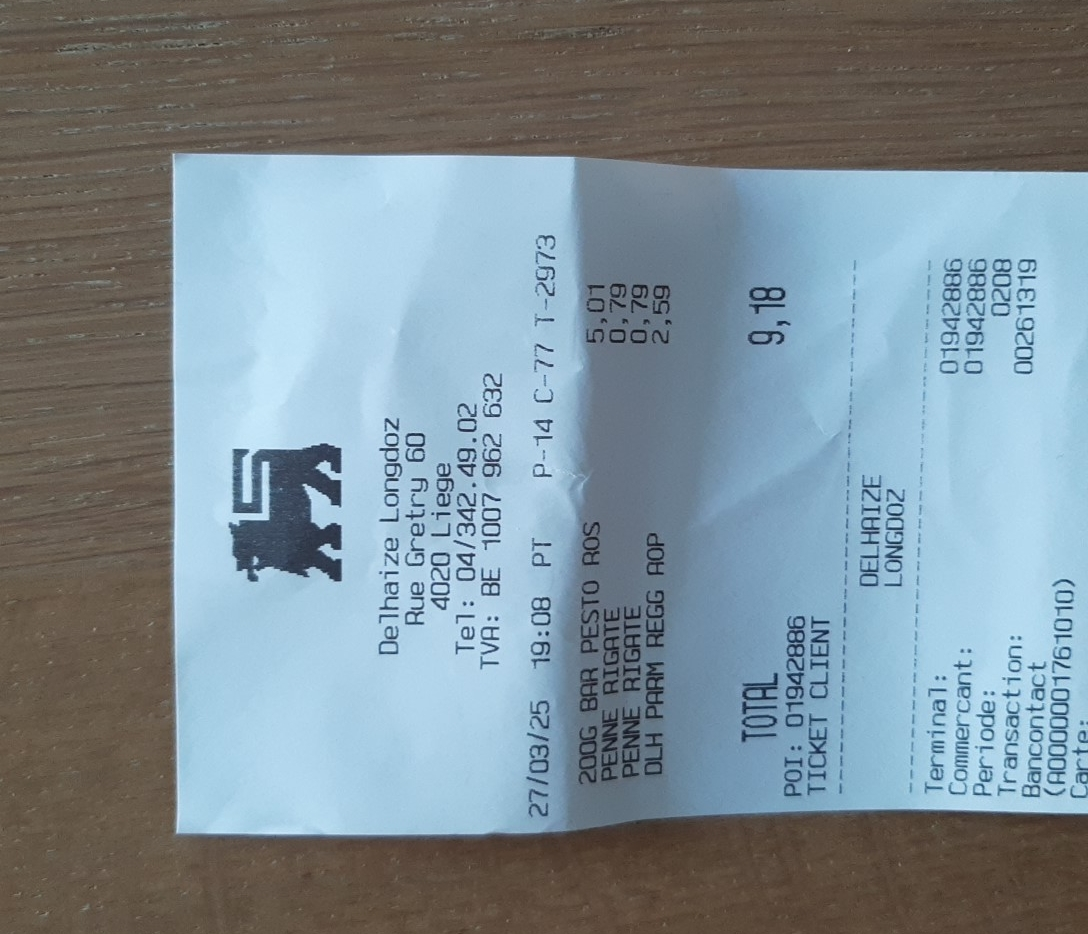 Delhaize Longdoz
Rue Gretry 60
4020 Liege
Tel: 04/342.49.02
TVA: BE 1007 962 632
27/03/25 19:08 PT P-14 C-77 T-2973
200G BAR PESTO ROS 5,01
PENNE RIGATE 0,79
PENNE RIGATE 0,79
DLH PARM REGG AOP 2,59
TOTAL 9,18
POI: 01942886
TICKET CLIENT
DELHAIZE
LONGDOZ
Terminal: 01942886
Commercant: 01942886
Periode: 0208
Transaction: 00261319
Bancontact
(A0000001761010)
Carte: